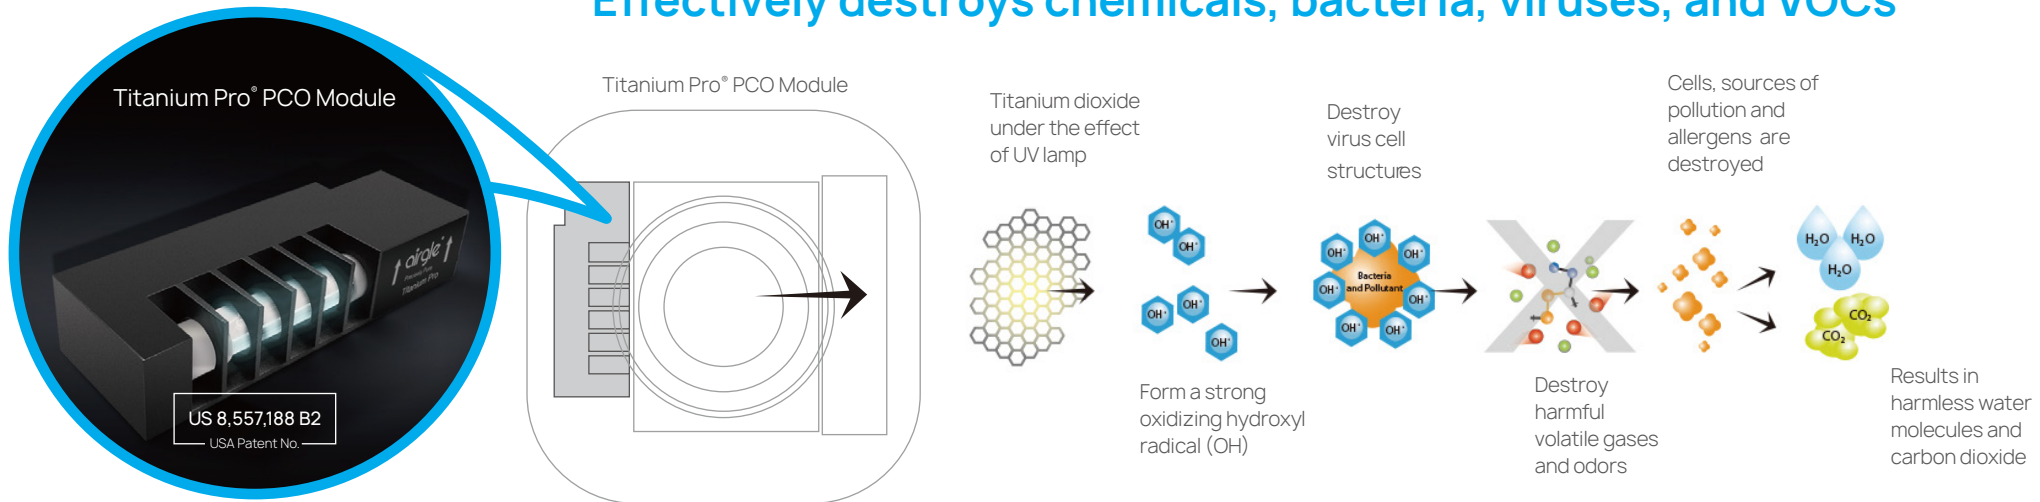 Effectively destroys chemicals, bacteria, viruses, and VOCs
Titanium Pro® PCO Module
airgle®
Titanium Pro
US 8,557,188 B2
USA Patent No.
Titanium Pro® PCO Module
Titanium dioxide
under the effect
of UV lamp
OH⁺
OH⁺
OH⁺
OH⁺
OH⁺
Form a strong
oxidizing hydroxyl
radical (OH)
Destroy
virus cell
structures
OH⁺
OH⁺
OH⁺
OH⁺
OH⁺
OH⁺
OH⁺
Bacteria
and Pollutant
Destroy
harmful
volatile gases
and odors
Cells, sources of
pollution and
allergens are
destroyed
H₂O
H₂O
H₂O
CO₂
CO₂
Results in
harmless water
molecules and
carbon dioxide